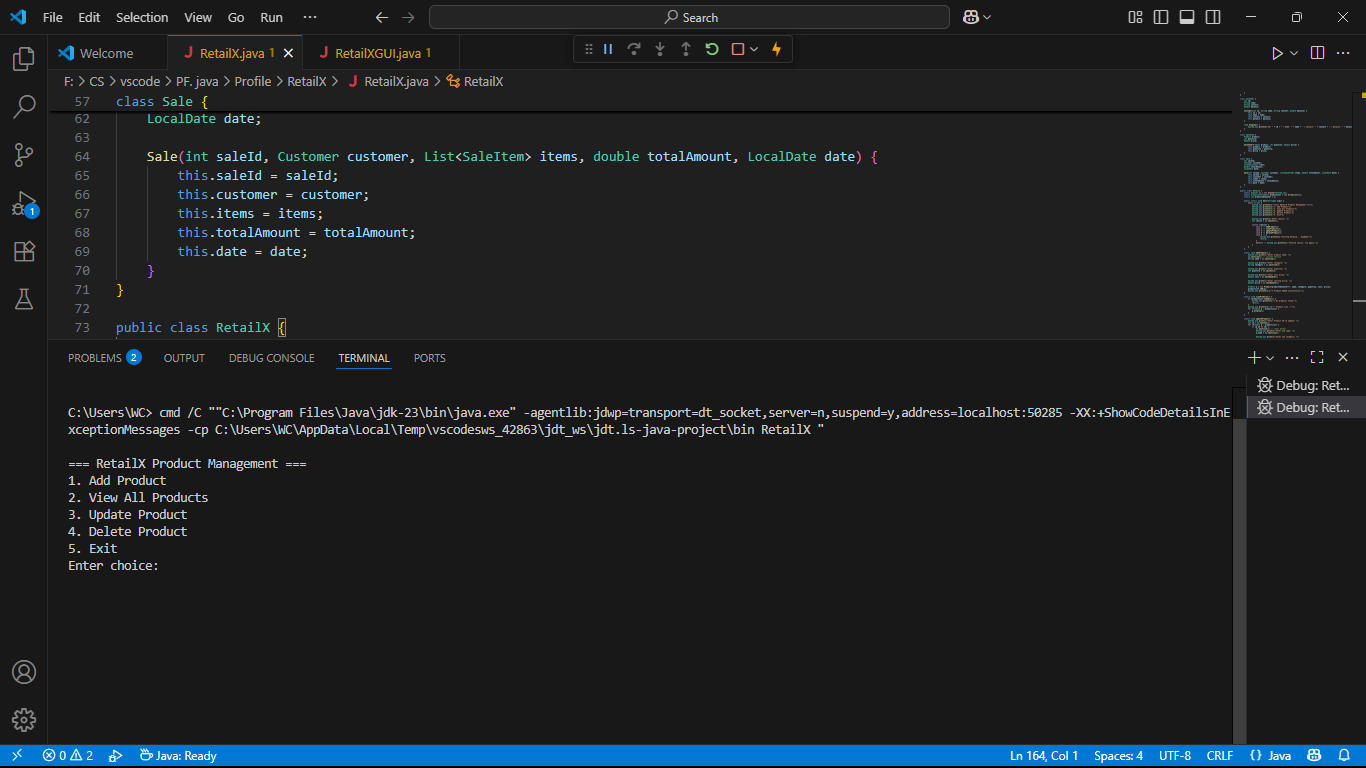 File Edit Selection View Go Run ··· Search
Welcome RetailX.java 1 RetailXGUI.java 1
F: > CS > vscode > PF. java > Profile > RetailX > RetailX.java > RetailX
57 class Sale {
62 LocalDate date;
63
64 Sale(int saleId, Customer customer, List<SaleItem> items, double totalAmount, LocalDate date) {
65 this.saleId = saleId;
66 this.customer = customer;
67 this.items = items;
68 this.totalAmount = totalAmount;
69 this.date = date;
70 }
71 }
72
73 public class RetailX {
PROBLEMS 2 OUTPUT DEBUG CONSOLE TERMINAL PORTS
Debug: Ret...
Debug: Ret...
C:\Users\WC> cmd /C ""C:\Program Files\Java\jdk-23\bin\java.exe" -agentlib:jdwp=transport=dt_socket,server=n,suspend=y,address=localhost:50285 -XX:+ShowCodeDetailsInE
xceptionMessages -cp C:\Users\WC\AppData\Local\Temp\vscodesws_42863\jdt_ws\jdt.ls-java-project\bin RetailX "
=== RetailX Product Management ===
1. Add Product
2. View All Products
3. Update Product
4. Delete Product
5. Exit
Enter choice:
1
0 2 Java: Ready Ln 164, Col 1 Spaces: 4 UTF-8 CRLF {} Java